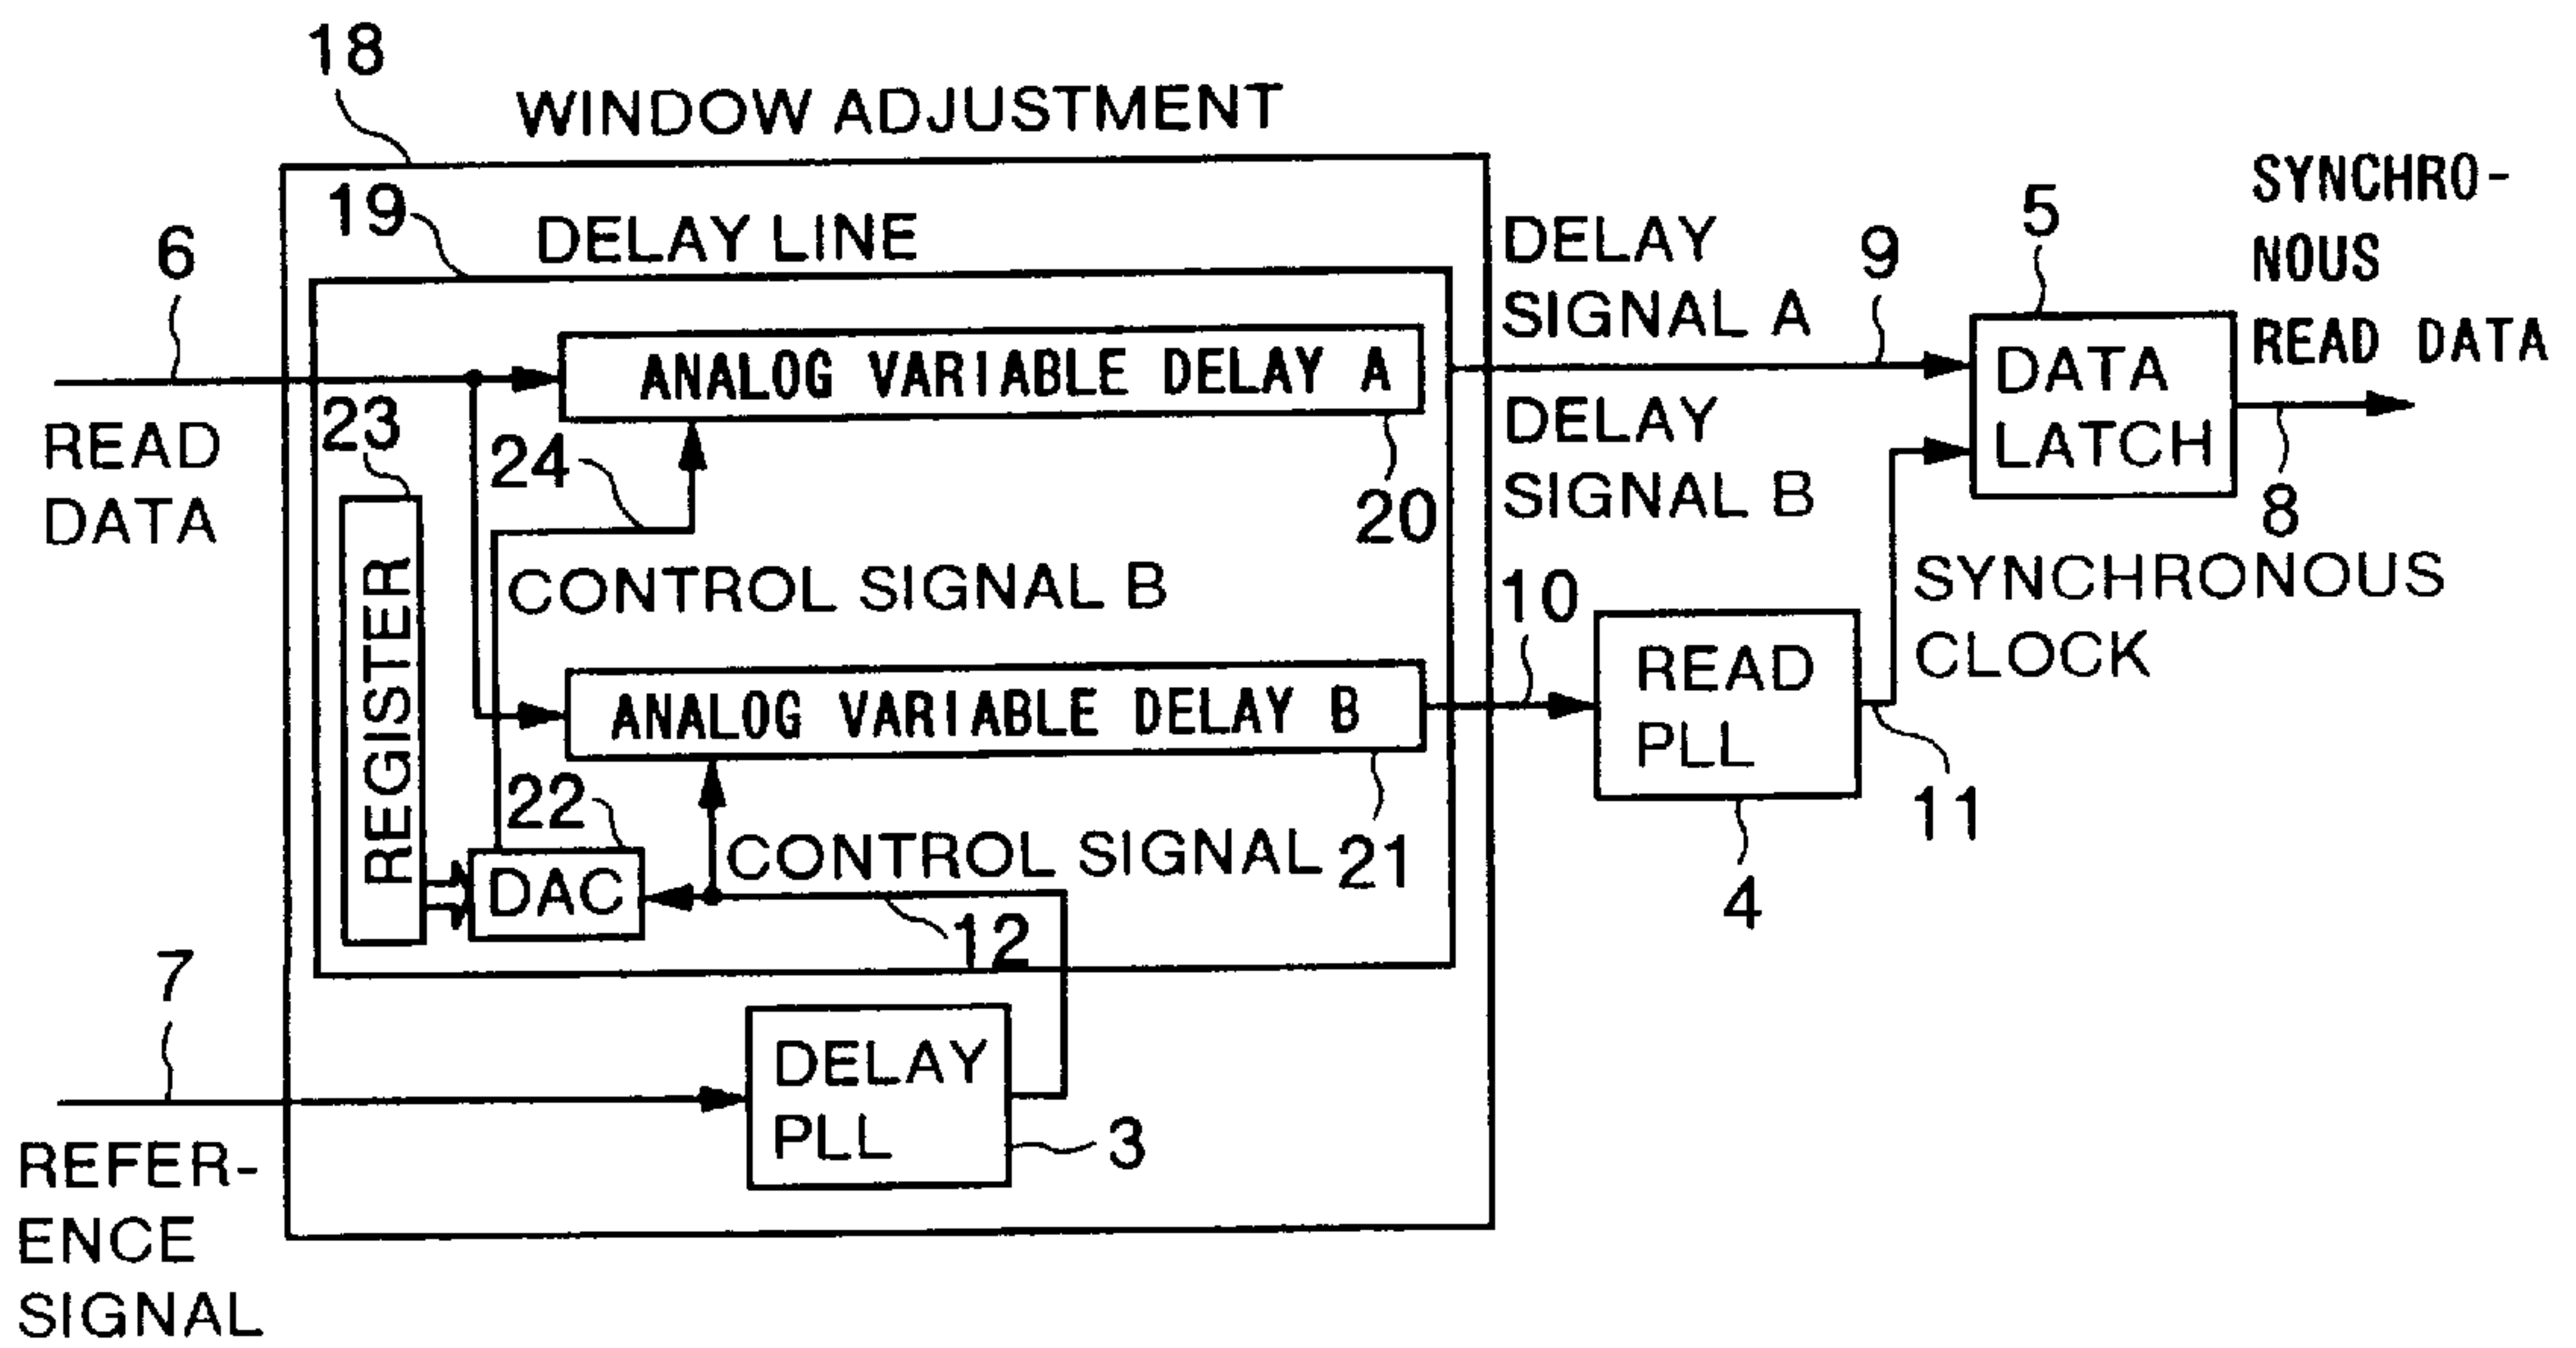 18
WINDOW ADJUSTMENT
19
DELAY LINE
6
READ
DATA
ANALOG VARIABLE DELAY A
20
23
REGISTER
24
CONTROL SIGNAL B
ANALOG VARIABLE DELAY B
21
22
DAC
CONTROL SIGNAL
12
7
REFER-
ENCE
SIGNAL
DELAY
PLL
3
DELAY
SIGNAL A
9
DELAY
SIGNAL B
10
READ
PLL
4
11
5
DATA
LATCH
SYNCHRONOUS
CLOCK
SYNCHRO-
NOUS
READ DATA
8